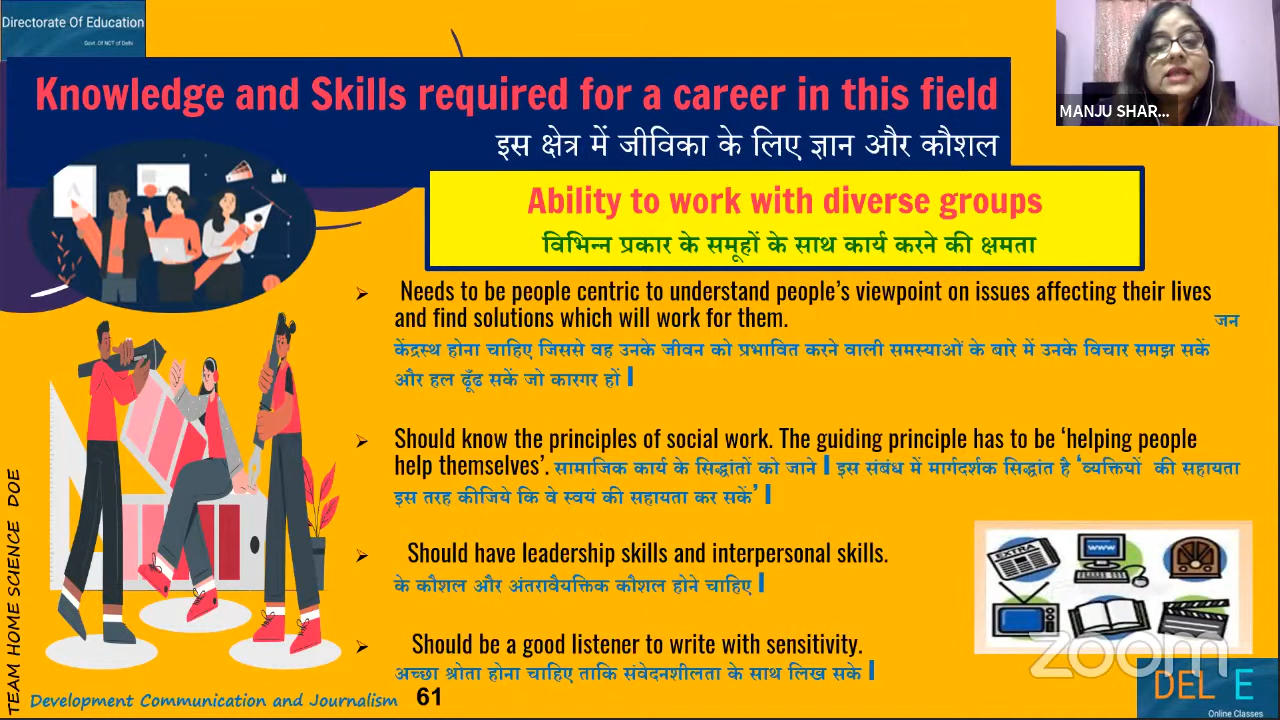 Directorate Of Education
Govt .Of NCT of Delhi
MANJU SHAR...
Knowledge and Skills required for a career in this field
इस क्षेत्र में जीविका के लिए ज्ञान और कौशल
Ability to work with diverse groups
विभिन्न प्रकार के समूहों के साथ कार्य करने की क्षमता
➢ Needs to be people centric to understand people’s viewpoint on issues affecting their lives
and find solutions which will work for them. जन
केंद्रस्थ होना चाहिए जिससे वह उनके जीवन को प्रभावित करने वाली समस्याओं के बारे में उनके विचार समझ सकें
और हल ढूँढ सकें जो कारगर हों |
➢ Should know the principles of social work. The guiding principle has to be ‘helping people
help themselves’. सामाजिक कार्य के सिद्धांतों को जाने | इस संबंध में मार्गदर्शक सिद्धांत है ‘व्यक्तियों की सहायता
इस तरह कीजिये कि वे स्वयं की सहायता कर सकें’ |
➢ Should have leadership skills and interpersonal skills.
के कौशल और अंतरावैयक्तिक कौशल होने चाहिए |
➢ Should be a good listener to write with sensitivity.
अच्छा श्रोता होना चाहिए ताकि संवेदनशीलता के साथ लिख सके |
EXTRA
WWW
zoom
TEAM HOME SCIENCE DOE
Development Communication and Journalism 61
DEL E
Online Classes